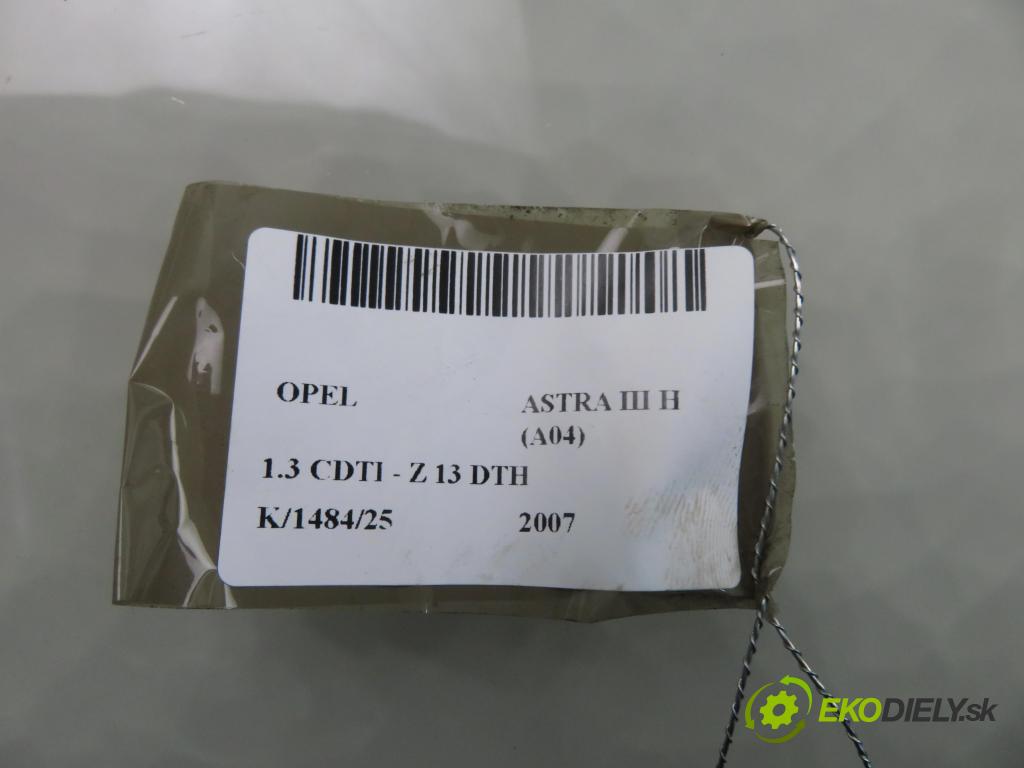 OPEL
ASTRA III H
(A04)
1.3 CDTI - Z 13 DTH
K/1484/25
2007
EKODIELY.sk